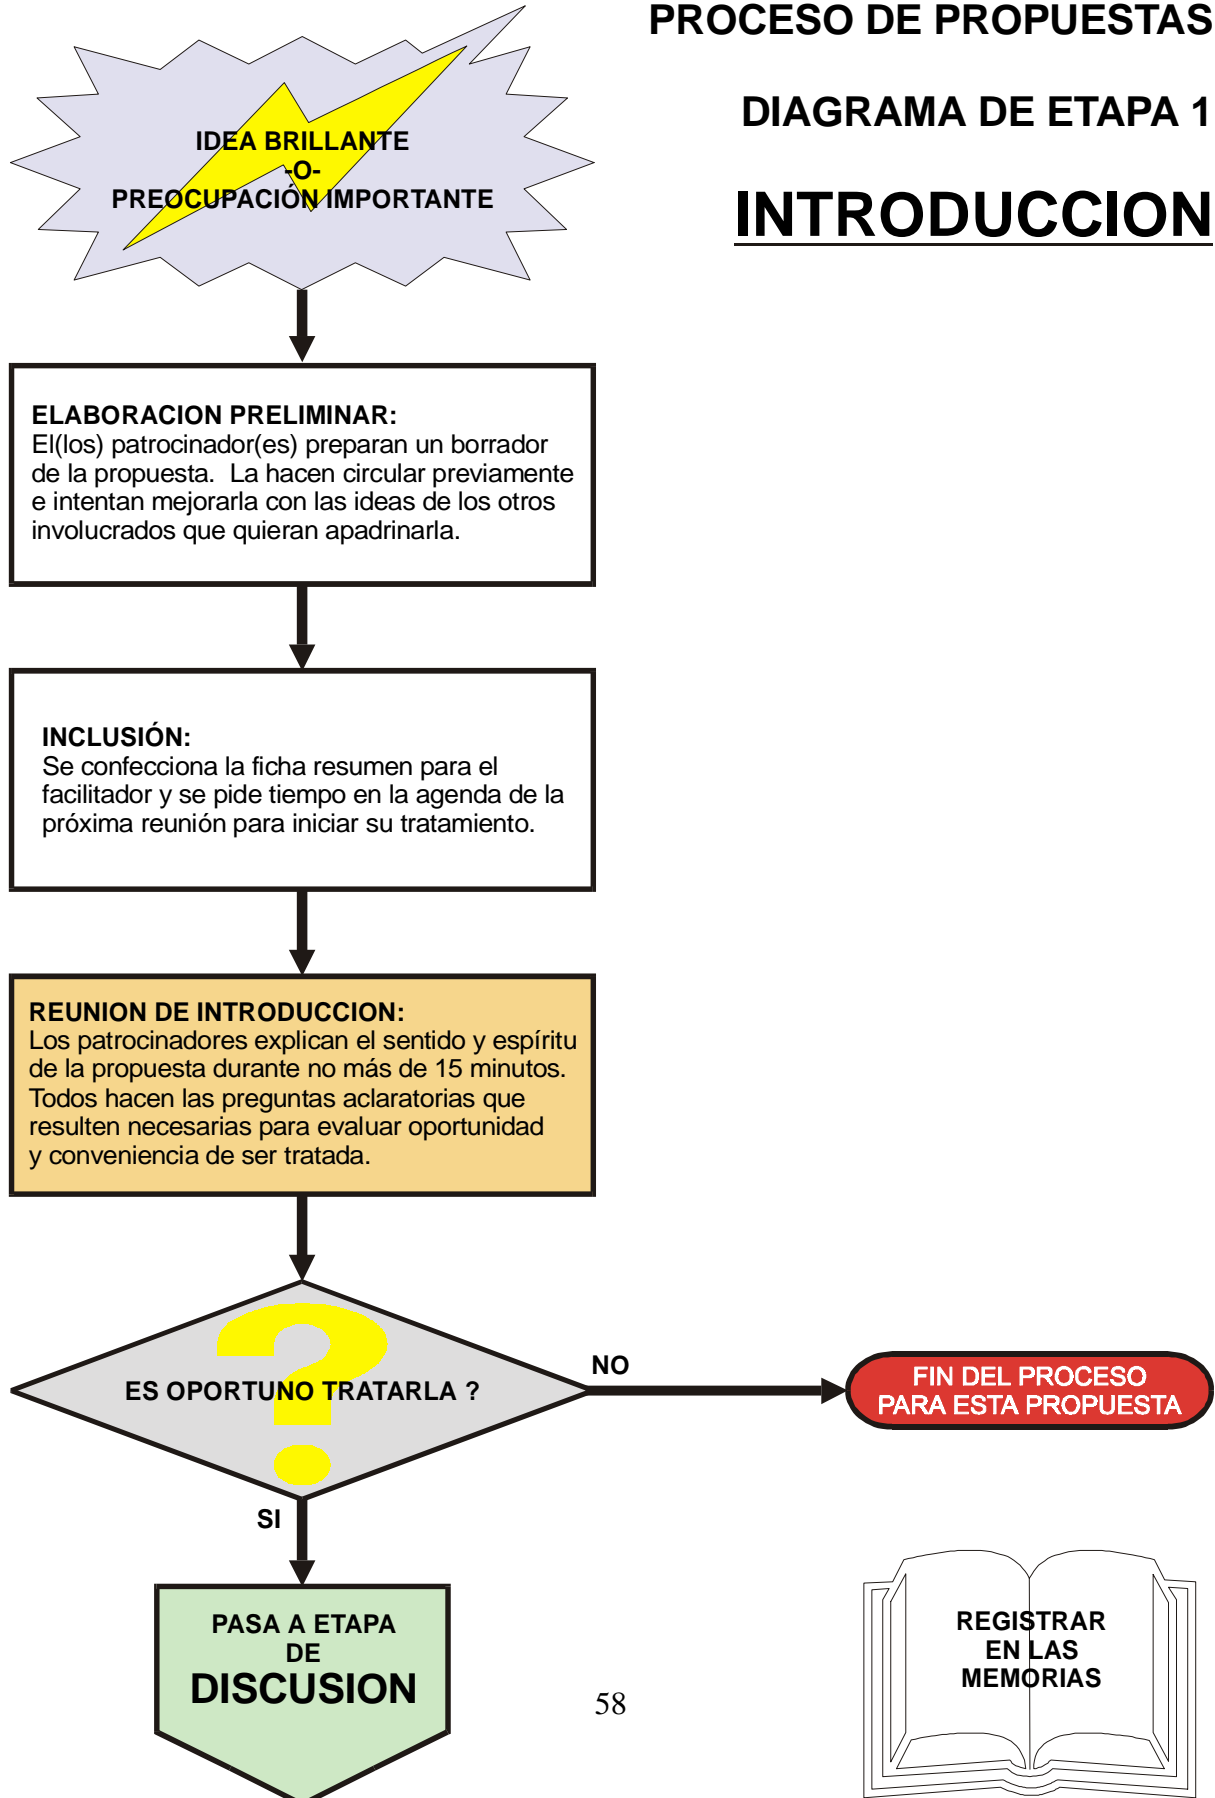 PROCESO DE PROPUESTAS
DIAGRAMA DE ETAPA 1
INTRODUCCION
IDEA BRILLANTE
-O-
PREOCUPACIÓN IMPORTANTE
ELABORACION PRELIMINAR:
El(los) patrocinador(es) preparan un borrador
de la propuesta.  La hacen circular previamente
e intentan mejorarla con las ideas de los otros
involucrados que quieran apadrinarla.
INCLUSIÓN:
Se confecciona la ficha resumen para el
facilitador y se pide tiempo en la agenda de la
próxima reunión para iniciar su tratamiento.
REUNION DE INTRODUCCION:
Los patrocinadores explican el sentido y espíritu
de la propuesta durante no más de 15 minutos.
Todos hacen las preguntas aclaratorias que
resulten necesarias para evaluar oportunidad
y conveniencia de ser tratada.
?
ES OPORTUNO TRATARLA ?
NO
FIN DEL PROCESO
PARA ESTA PROPUESTA
SI
PASA A ETAPA
DE
DISCUSION
REGISTRAR
EN LAS
MEMORIAS
58